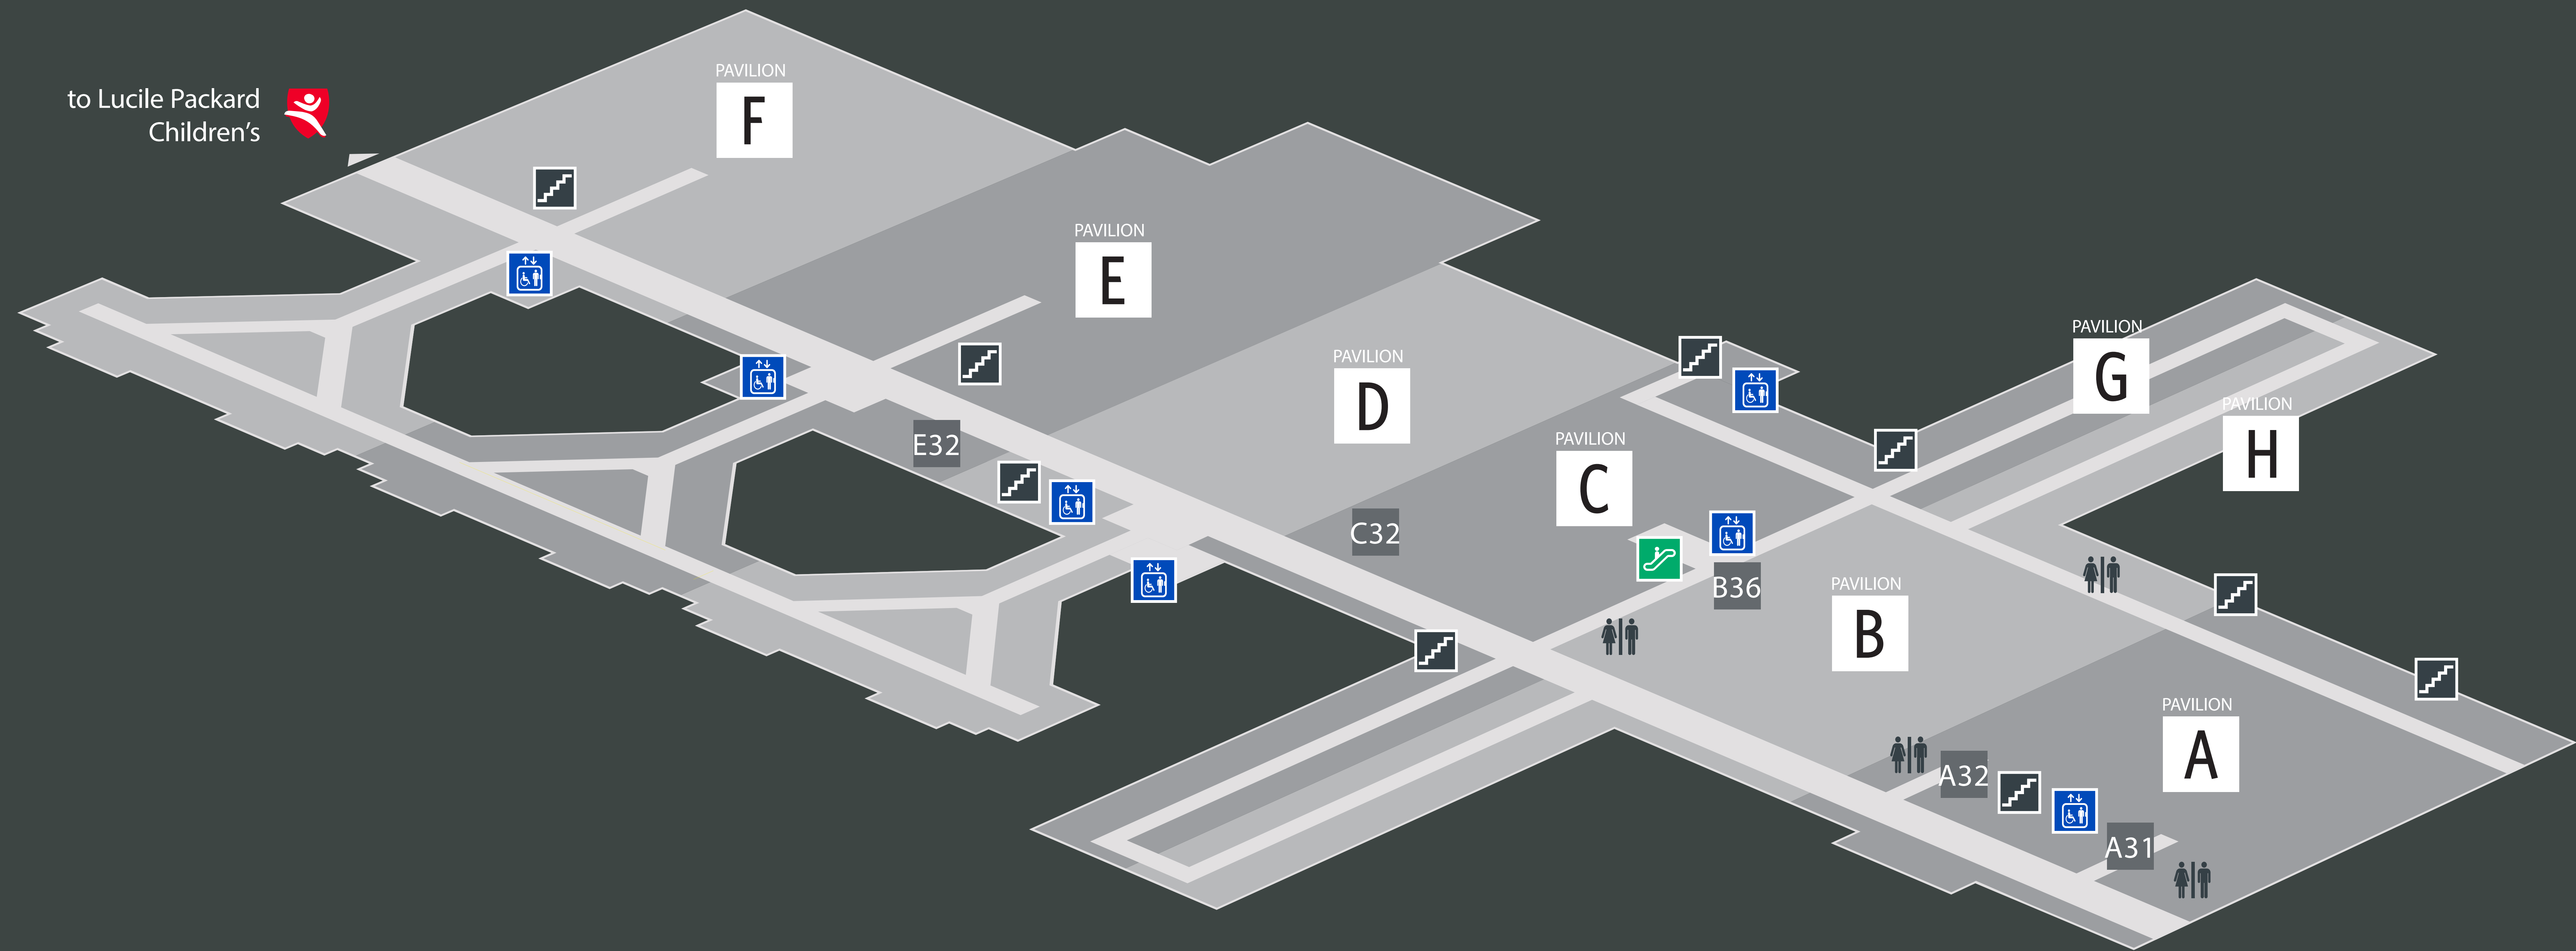 to Lucile Packard
Children's
PAVILION
F
PAVILION
E
PAVILION
D
PAVILION
C
PAVILION
G
PAVILION
H
E32
C32
B36
PAVILION
B
PAVILION
A
A32
A31